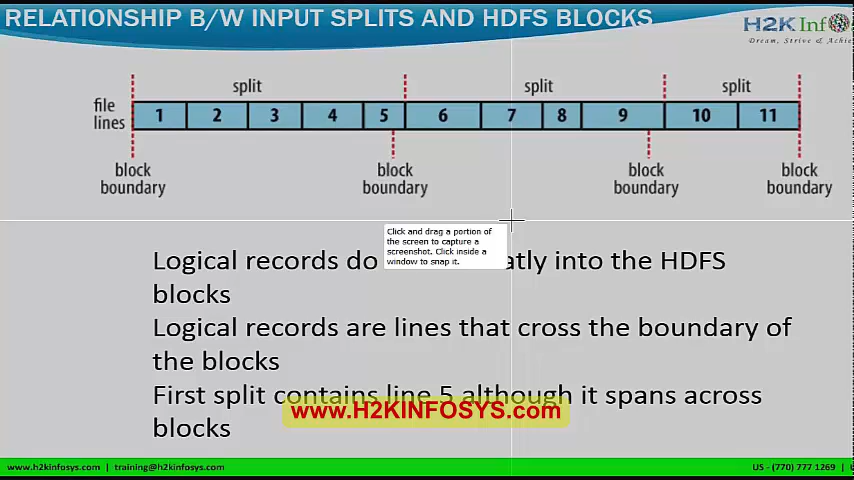 RELATIONSHIP B/W INPUT SPLITS AND HDFS BLOCKS
H2K Inf
Dream, Strive & Achie
split split split
file
lines
1 2 3 4 5 6 7 8 9 10 11
block
boundary
block
boundary
block
boundary
block
boundary
Click and drag a portion of
the screen to capture a
screenshot. Click inside a
window to snap it.
Logical records do atly into the HDFS
blocks
Logical records are lines that cross the boundary of
the blocks
First split contains line 5 although it spans across
blocks
www.H2KINFOSYS.com
www.h2kinfosys.com | training@h2kinfosys.com
US - (770) 777 1269 |